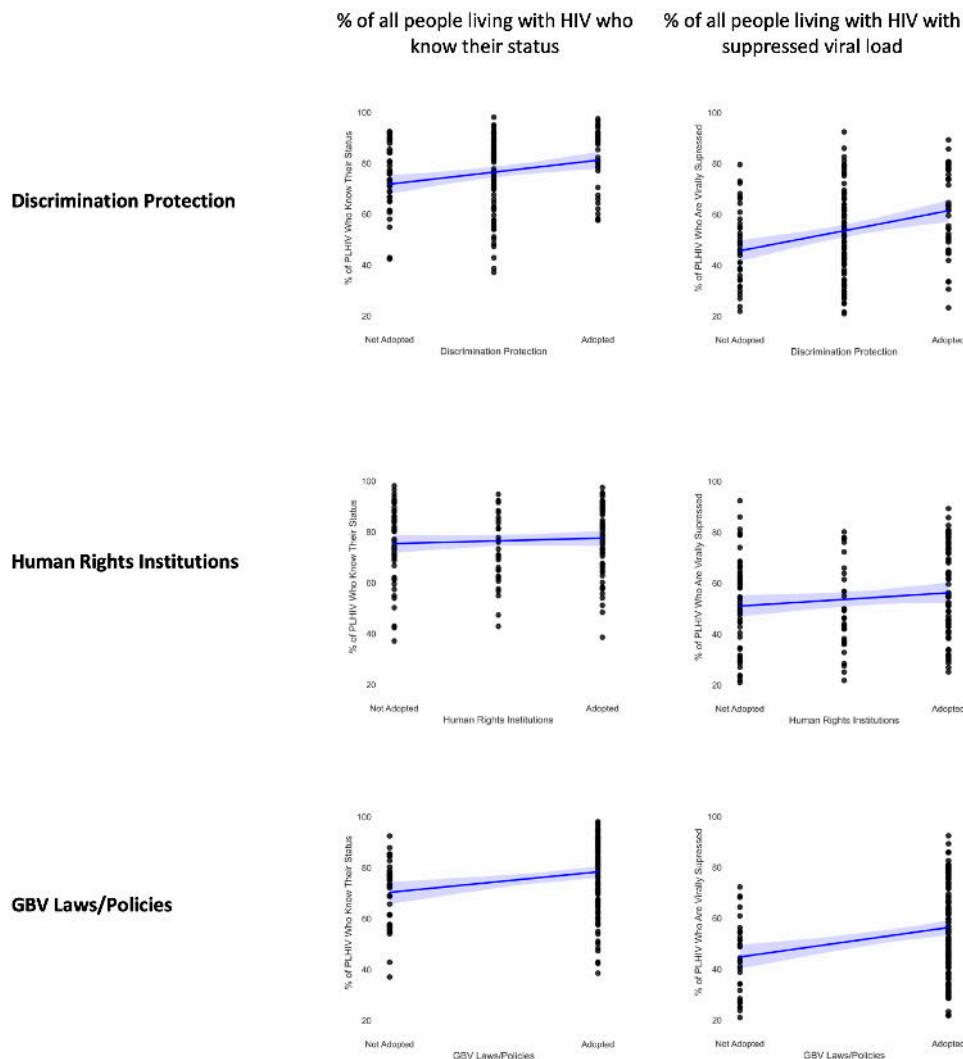 % of all people living with HIV who
know their status
% of all people living with HIV with
suppressed viral load
Discrimination Protection
% of PLHIV Who Know Their Status
100
80
60
40
20
Not Adopted
Adopted
Discrimination Protection
% of PLHIV Who Are Virally Supressed
100
80
60
40
20
Not Adopted
Adopted
Discrimination Protection
Human Rights Institutions
% of PLHIV Who Know Their Status
100
80
60
40
20
Not Adopted
Adopted
Human Rights Institutions
% of PLHIV Who Are Virally Supressed
100
80
60
40
20
Not Adopted
Adopted
Human Rights Institutions
GBV Laws/Policies
% of PLHIV Who Know Their Status
100
80
60
40
20
Not Adopted
Adopted
GBV Laws/Policies
% of PLHIV Who Are Virally Supressed
100
80
60
40
20
Not Adopted
Adopted
GBV Laws/Policies